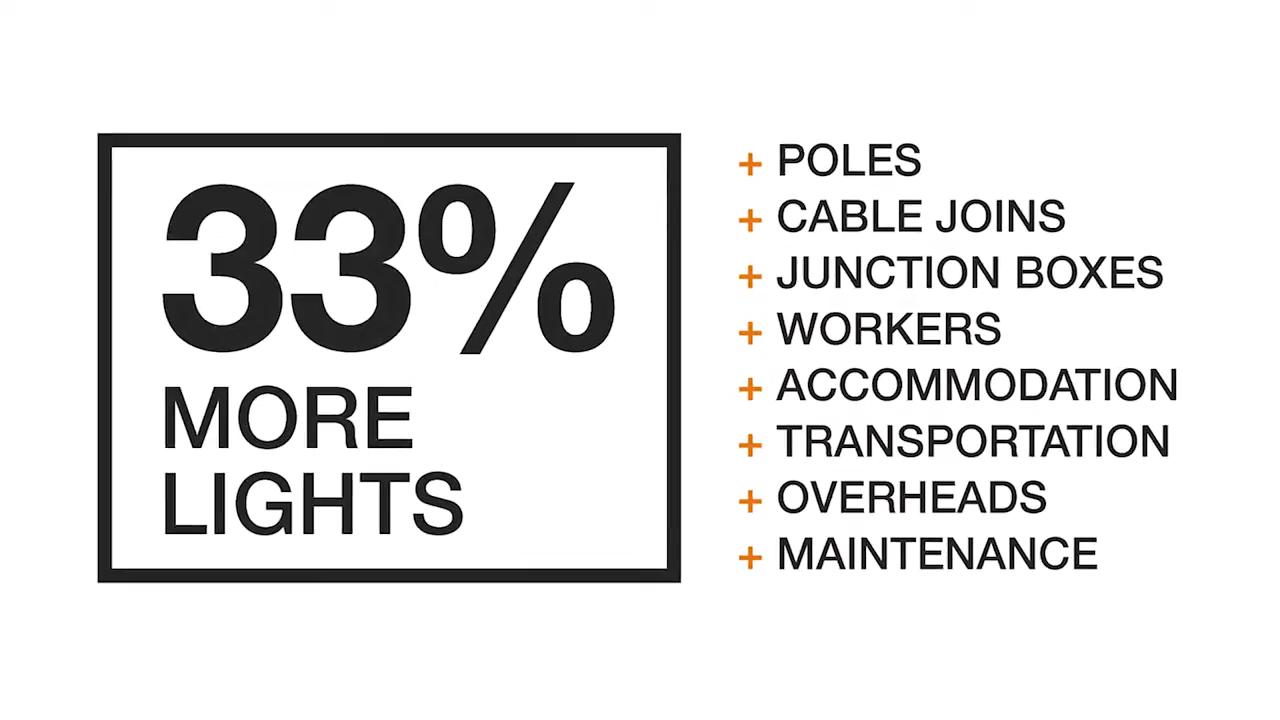 33%
MORE
LIGHTS
+ POLES
+ CABLE JOINS
+ JUNCTION BOXES
+ WORKERS
+ ACCOMMODATION
+ TRANSPORTATION
+ OVERHEADS
+ MAINTENANCE